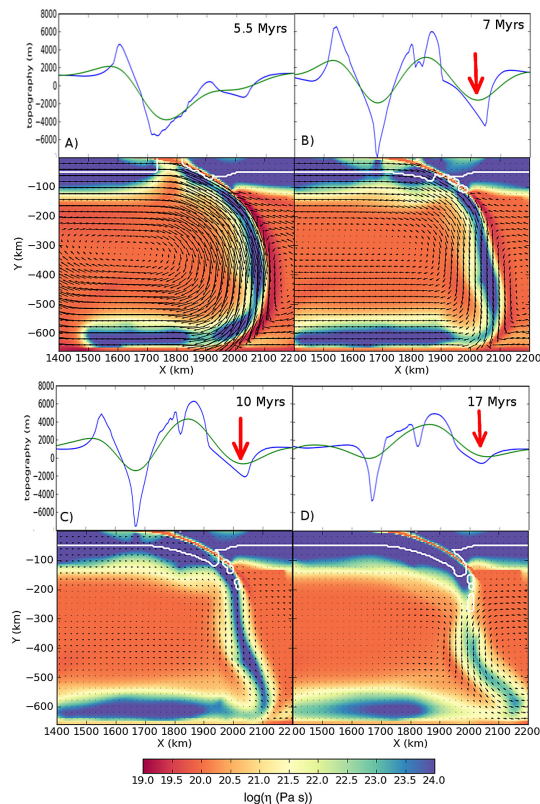 5.5 Myrs
7 Myrs
topography (m)
8000
6000
4000
2000
0
−2000
−4000
−6000
A)
B)
Y (km)
−100
−200
−300
−400
−500
−600
1400 1500 1600 1700 1800 1900 2000 2100 2200
X (km)
1400 1500 1600 1700 1800 1900 2000 2100 2200
X (km)
10 Myrs
17 Myrs
topography (m)
8000
6000
4000
2000
0
−2000
−4000
−6000
C)
D)
Y (km)
−100
−200
−300
−400
−500
−600
1400 1500 1600 1700 1800 1900 2000 2100 2200
X (km)
1400 1500 1600 1700 1800 1900 2000 2100 2200
X (km)
19.0 19.5 20.0 20.5 21.0 21.5 22.0 22.5 23.0 23.5 24.0
log(η (Pa s))